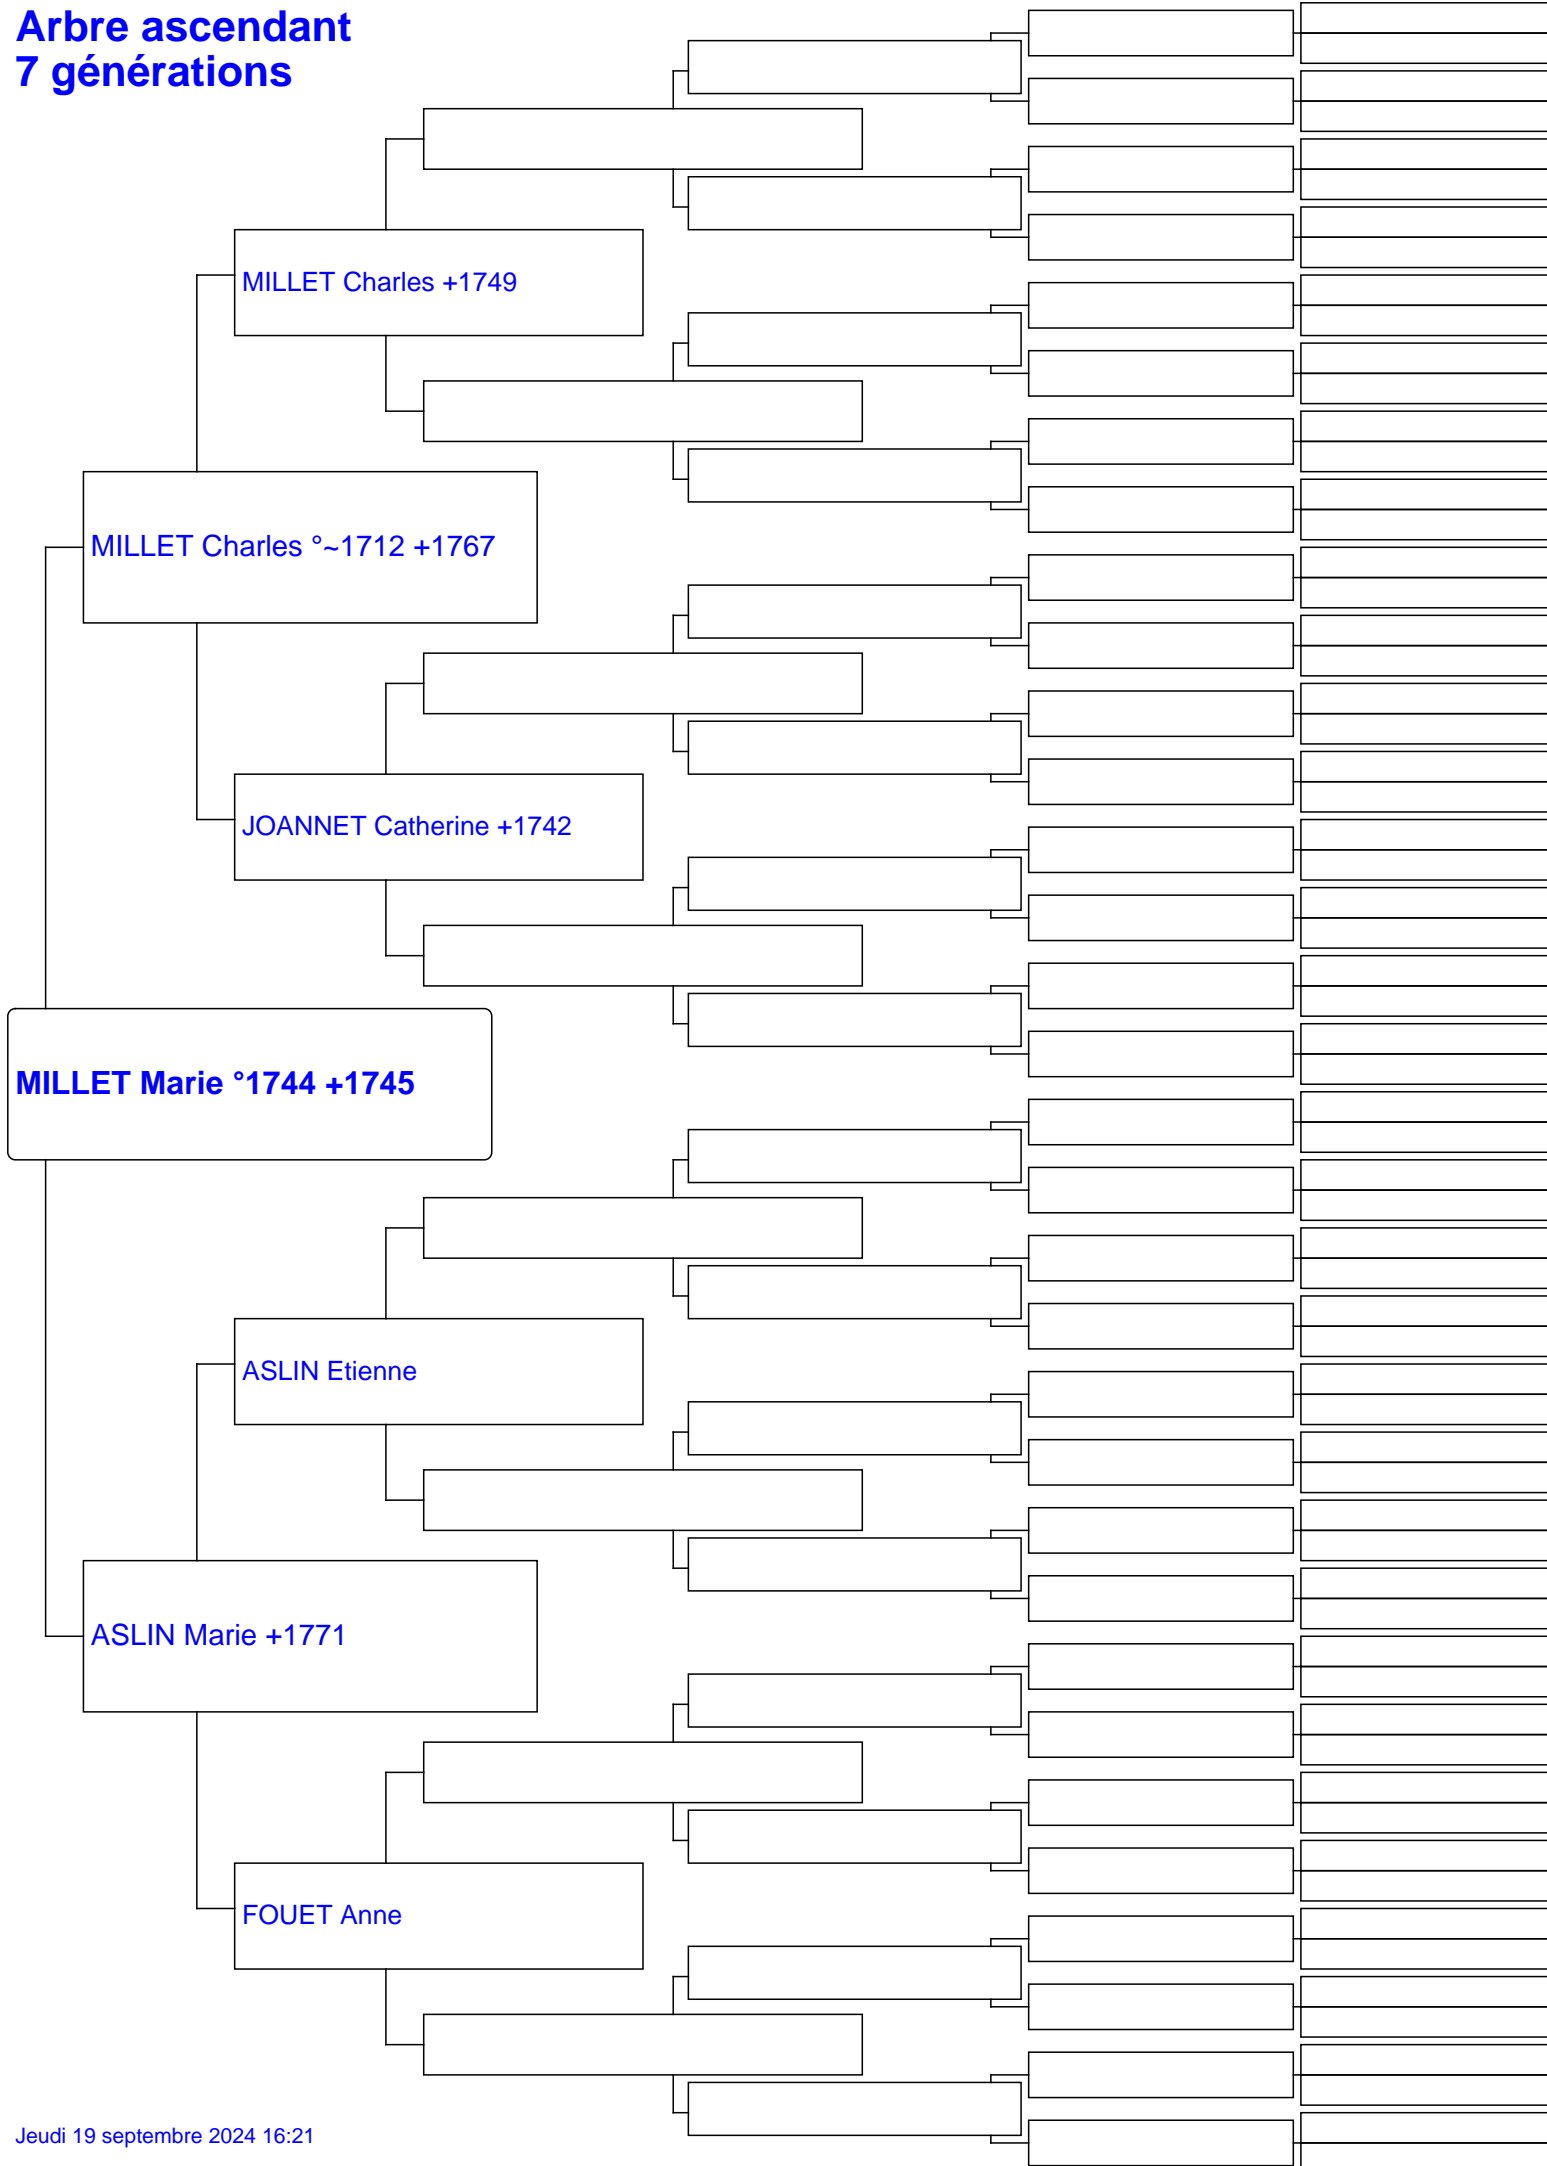 Arbre ascendant
7 générations
MILLET Charles +1749
MILLET Charles °~1712 +1767
JOANNET Catherine +1742
MILLET Marie °1744 +1745
ASLIN Etienne
ASLIN Marie +1771
FOUET Anne
Jeudi 19 septembre 2024 16:21